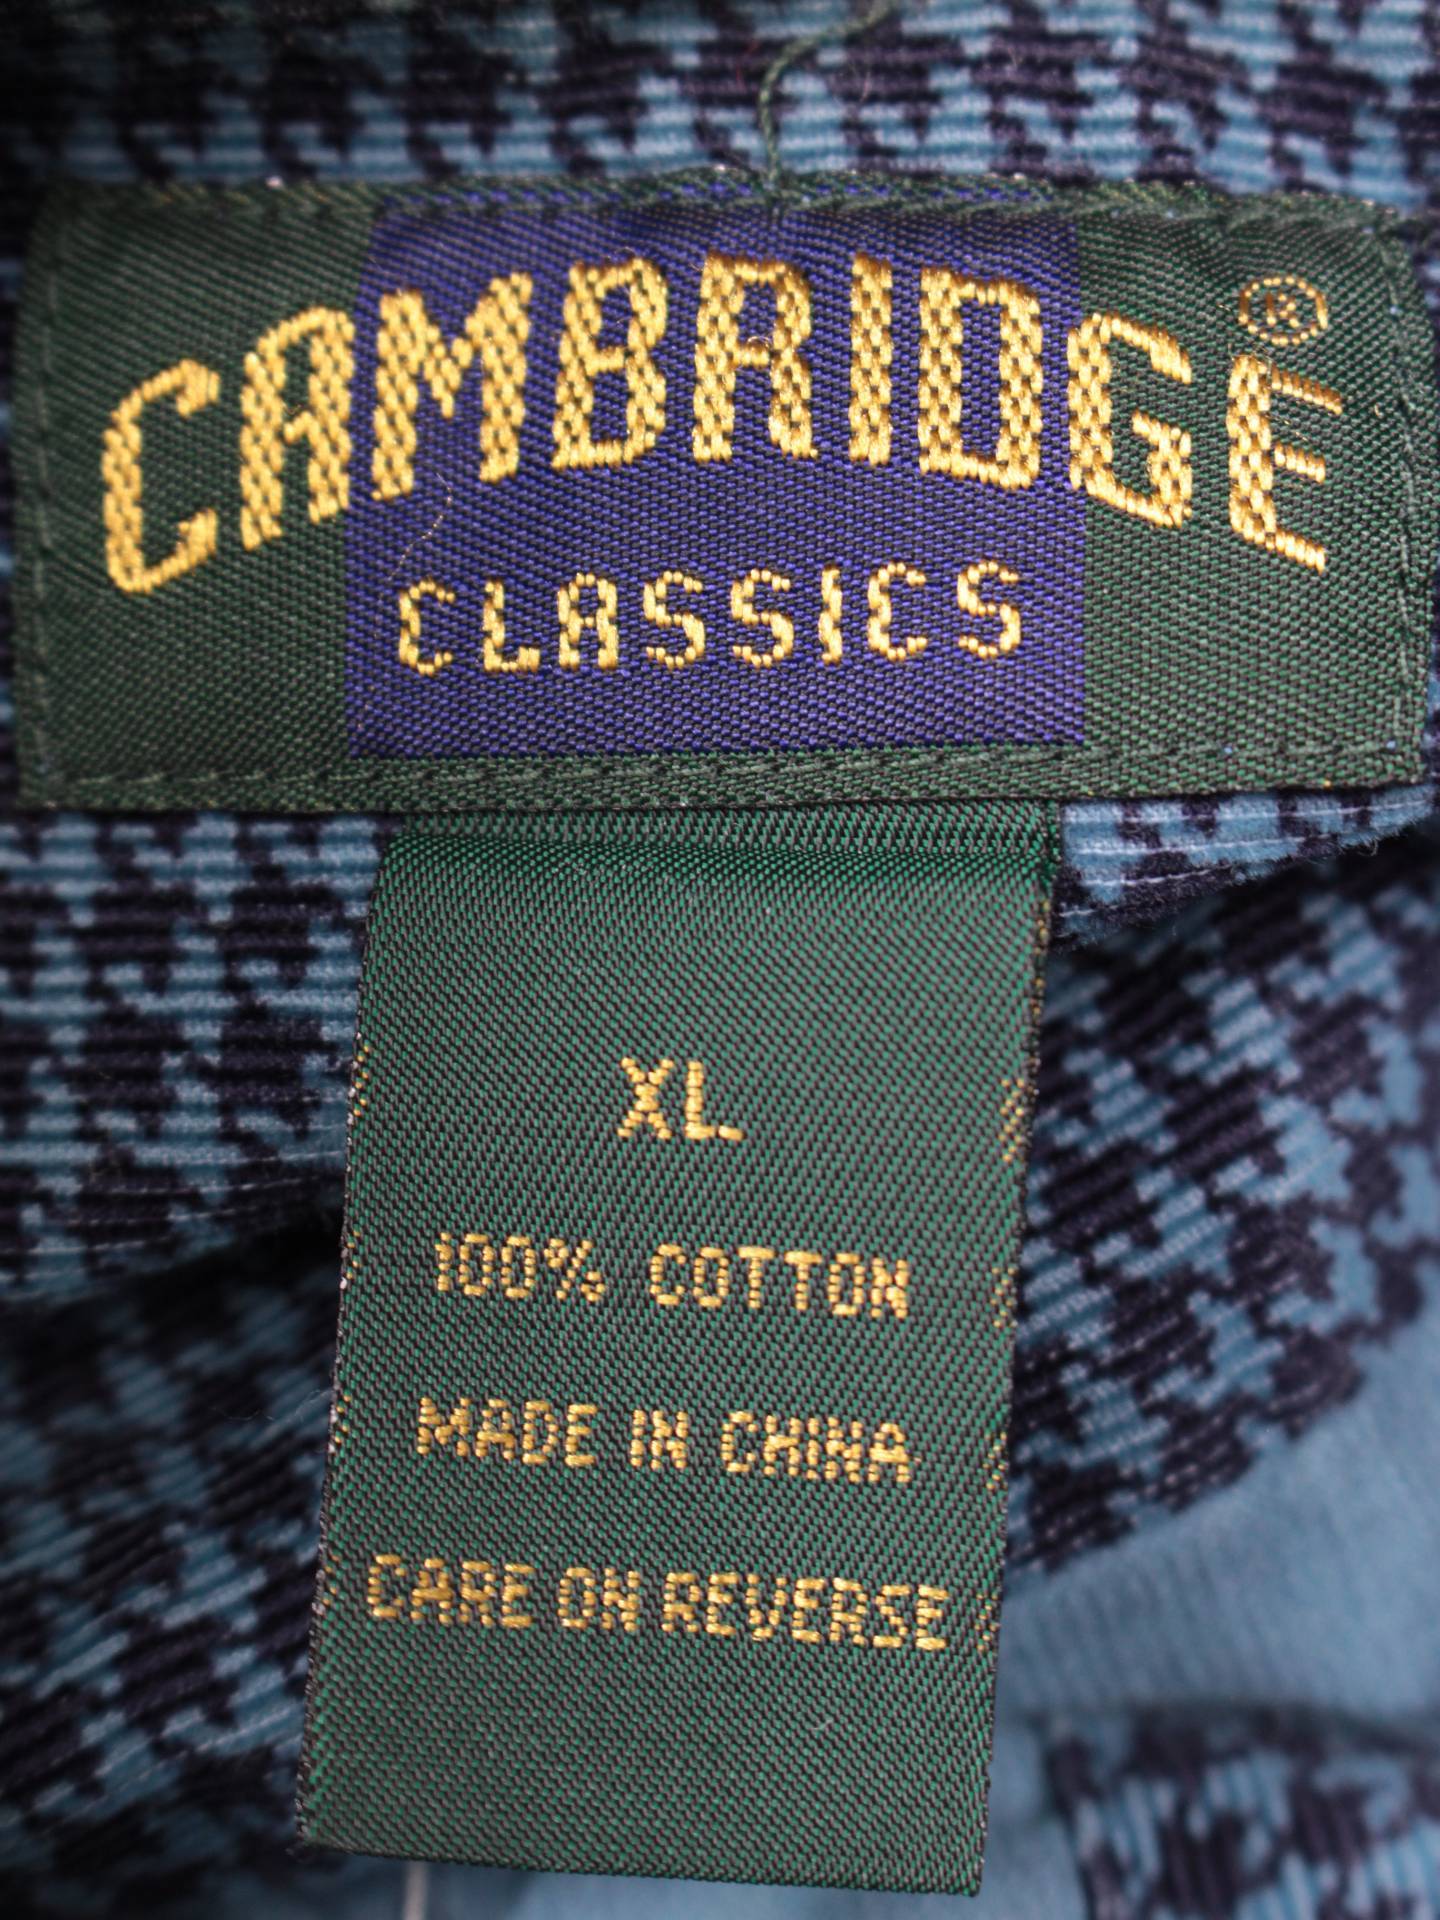 CAMBRIDGE®
CLASSICS
XL
100% COTTON
MADE IN CHINA
CARE ON REVERSE